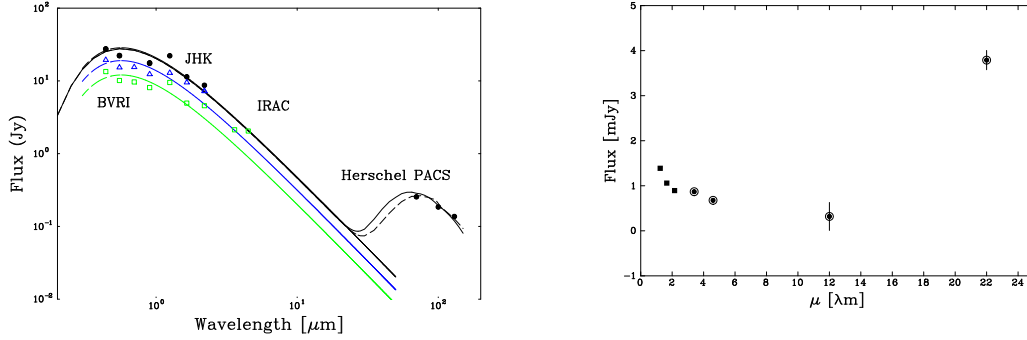 10²
10¹
10⁰
10⁻¹
10⁻²
Flux (Jy)
JHK
BVRI
IRAC
Herschel PACS
10⁰
10¹
10²
Wavelength [μm]
5
4
3
2
1
0
−1
Flux [mJy]
0 2 4 6 8 10 12 14 16 18 20 22 24
μ [λm]